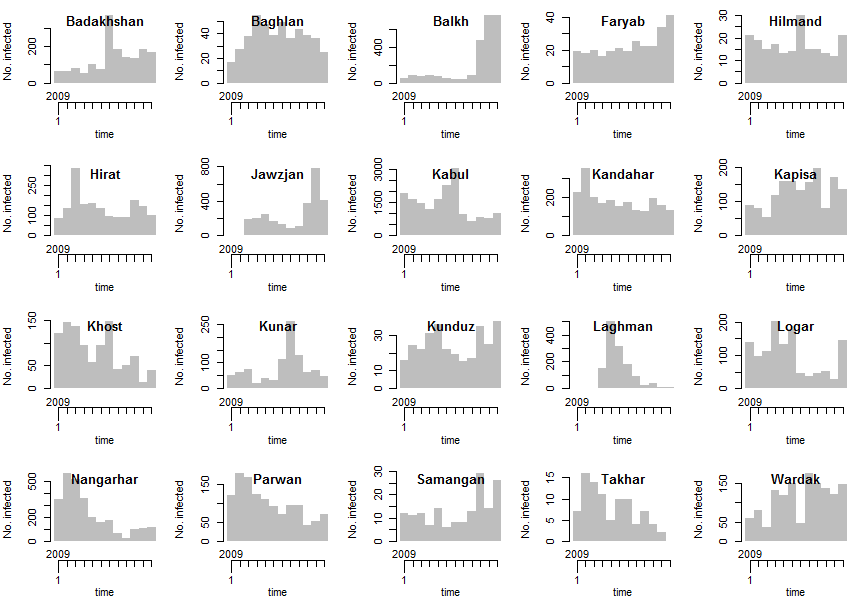 Badakhshan
No. infected
0 200
2009
1
time
Baghlan
No. infected
0 20 40
2009
1
time
Balkh
No. infected
0 400
2009
1
time
Faryab
No. infected
0 10 20 30 40
2009
1
time
Hilmand
No. infected
0 5 15 20 30
2009
1
time
Hirat
No. infected
0 100 250
2009
1
time
Jawzjan
No. infected
0 400 800
2009
1
time
Kabul
No. infected
0 1500 3000
2009
1
time
Kandahar
No. infected
0 200
2009
1
time
Kapisa
No. infected
0 50 100 200
2009
1
time
Khost
No. infected
0 50 150
2009
1
time
Kunar
No. infected
0 100 250
2009
1
time
Kunduz
No. infected
0 10 30
2009
1
time
Laghman
No. infected
0 200 400
2009
1
time
Logar
No. infected
0 50 100 200
2009
1
time
Nangarhar
No. infected
0 200 500
2009
1
time
Parwan
No. infected
0 50 150
2009
1
time
Samangan
No. infected
0 5 10 20 30
2009
1
time
Takhar
No. infected
0 5 10 15
2009
1
time
Wardak
No. infected
0 50 150
2009
1
time